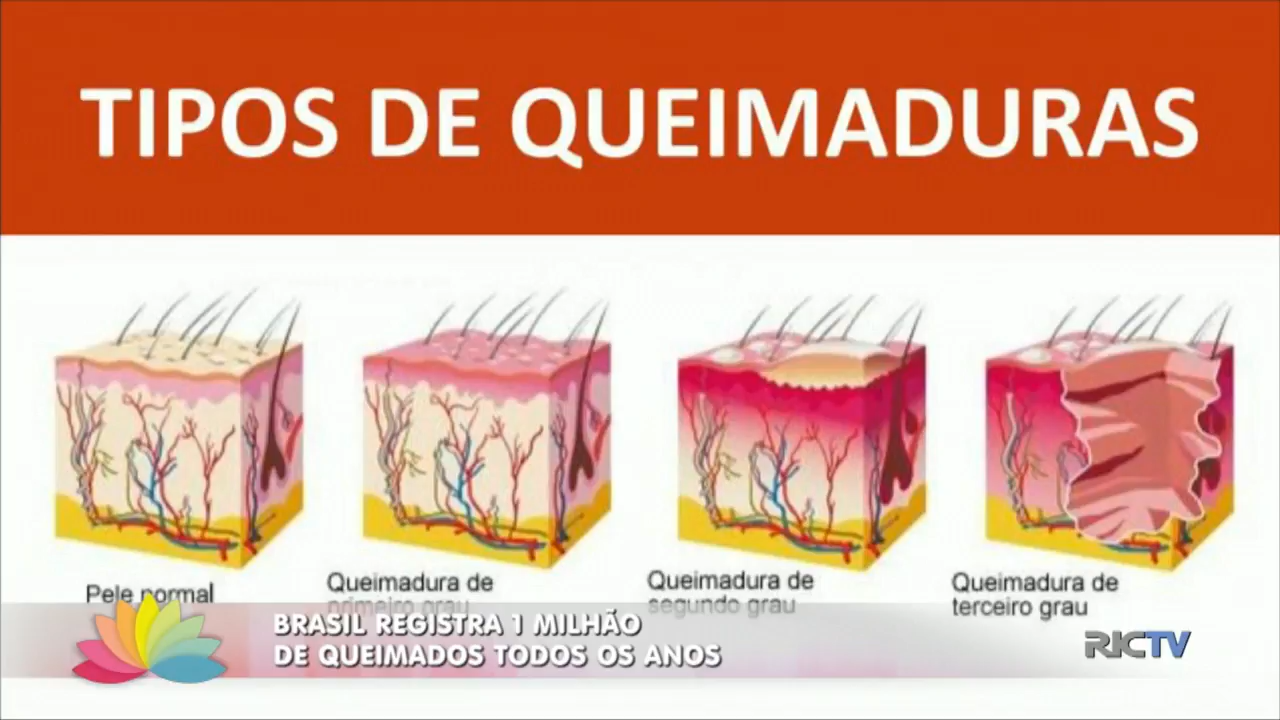 TIPOS DE QUEIMADURAS
Pele normal
Queimadura de
primeiro grau
Queimadura de
segundo grau
Queimadura de
terceiro grau
BRASIL REGISTRA 1 MILHÃO
DE QUEIMADOS TODOS OS ANOS
RICTV